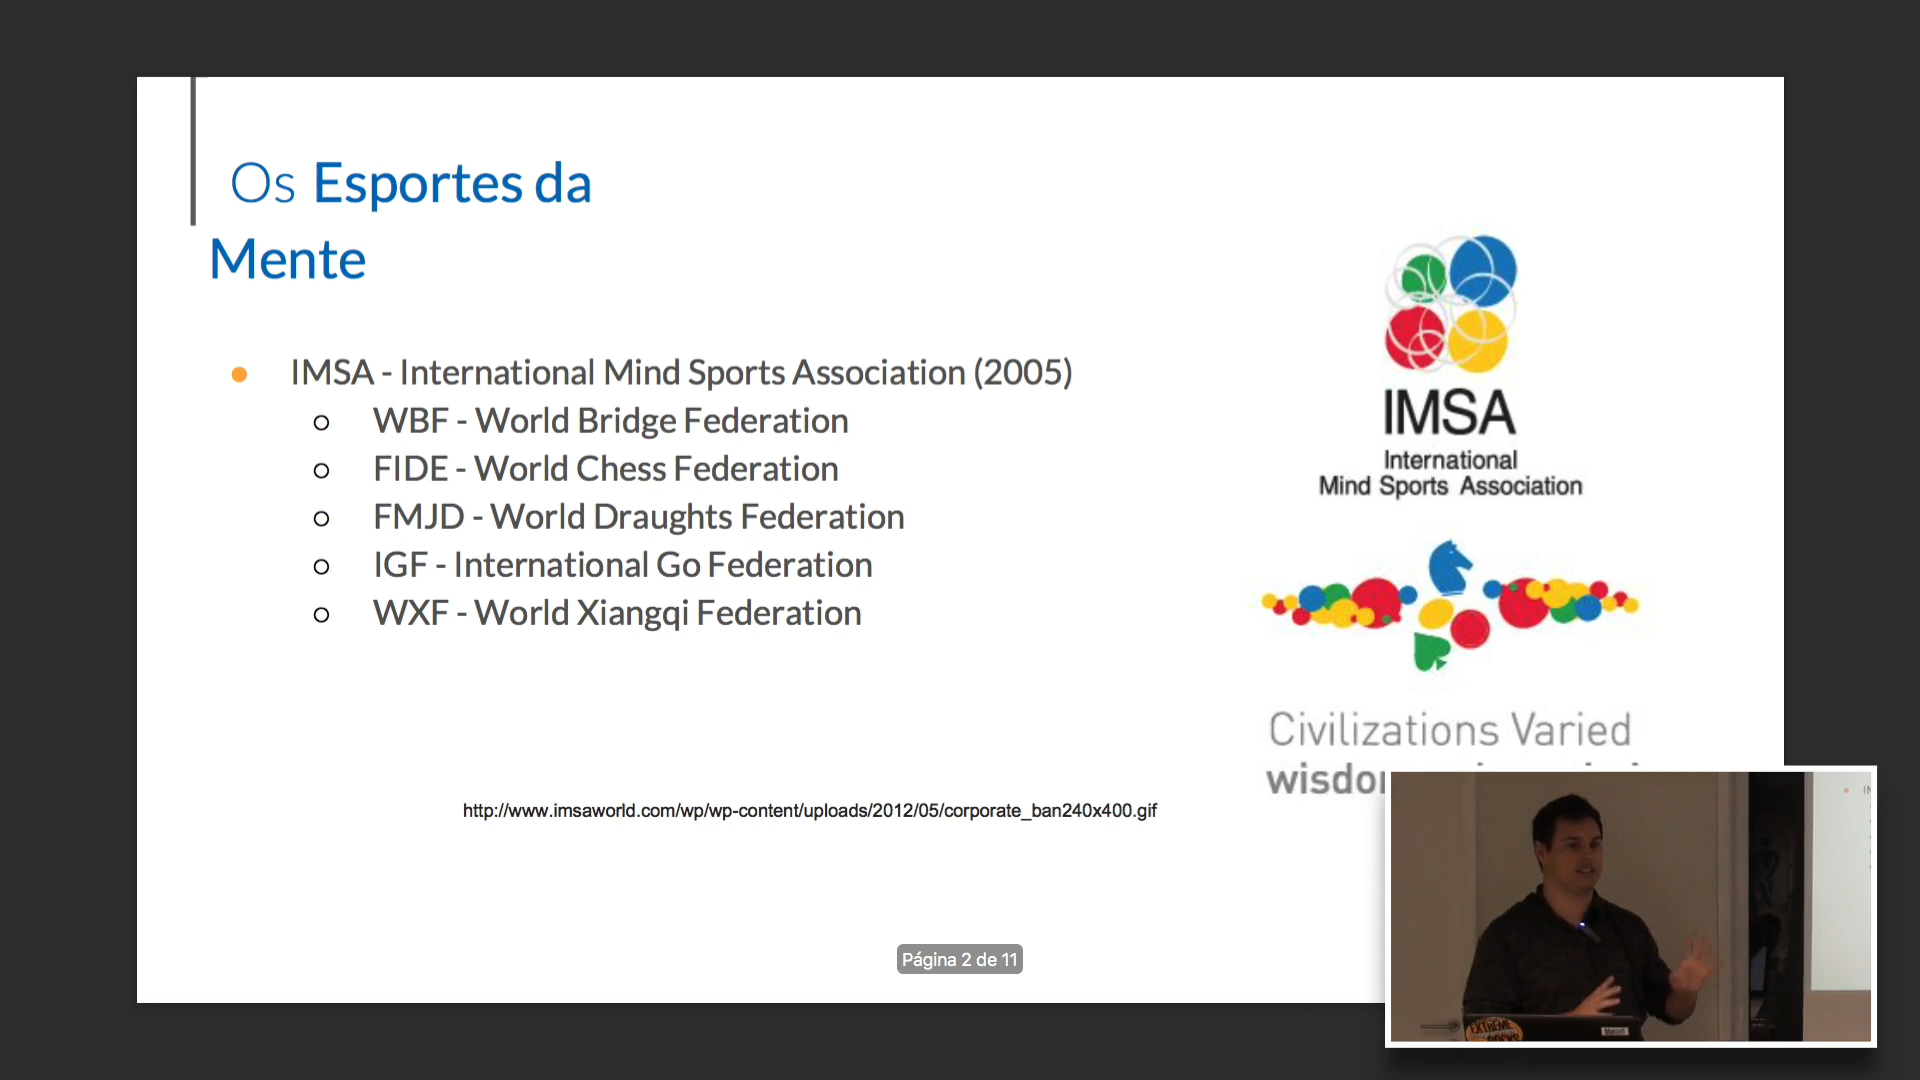 Os Esportes da
Mente
IMSA - International Mind Sports Association (2005)
WBF - World Bridge Federation
FIDE - World Chess Federation
FMJD - World Draughts Federation
IGF - International Go Federation
WXF - World Xiangqi Federation
IMSA
International
Mind Sports Association
Civilizations Varied
http://www.imsaworld.com/wp/wp-content/uploads/2012/05/corporate_ban240x400.gif
Página 2 de 11
EXTREME